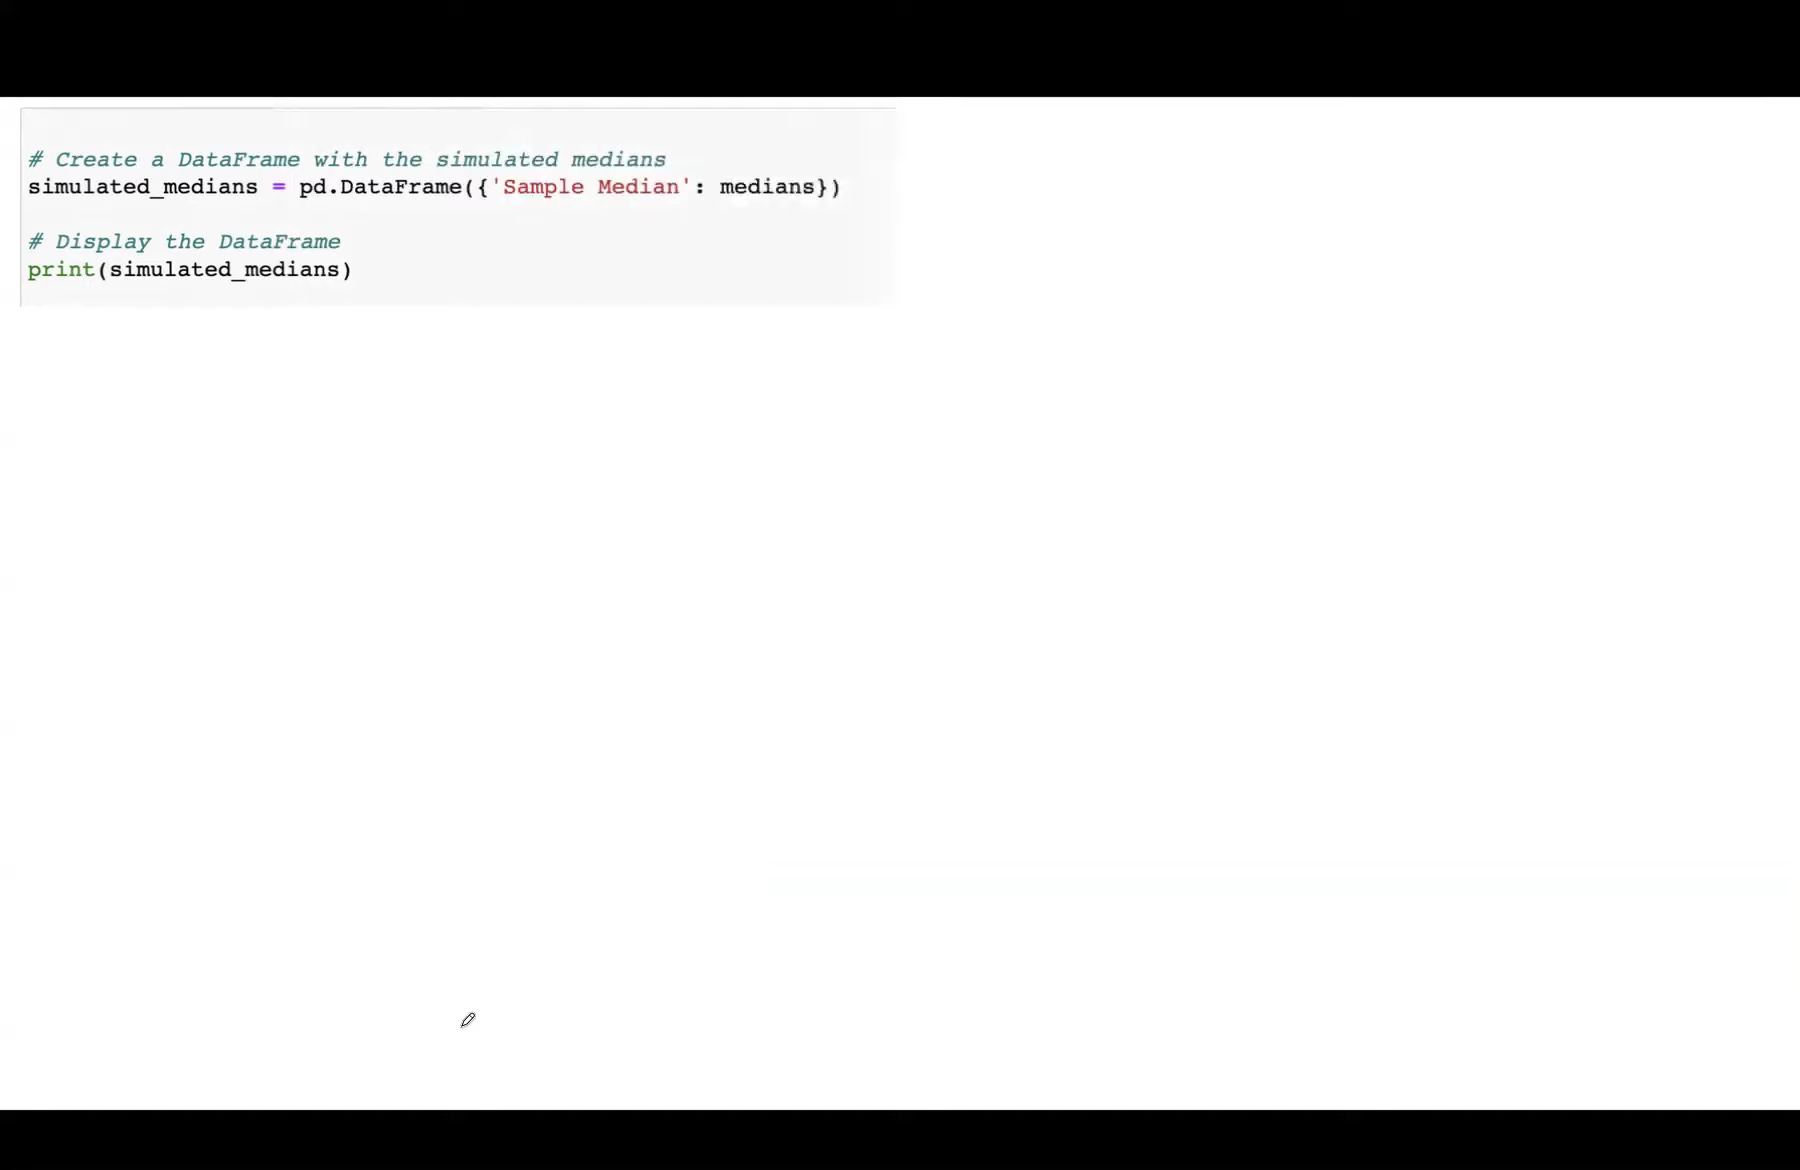 # Create a DataFrame with the simulated medians
simulated_medians = pd.DataFrame({'Sample Median': medians})
# Display the DataFrame
print(simulated_medians)